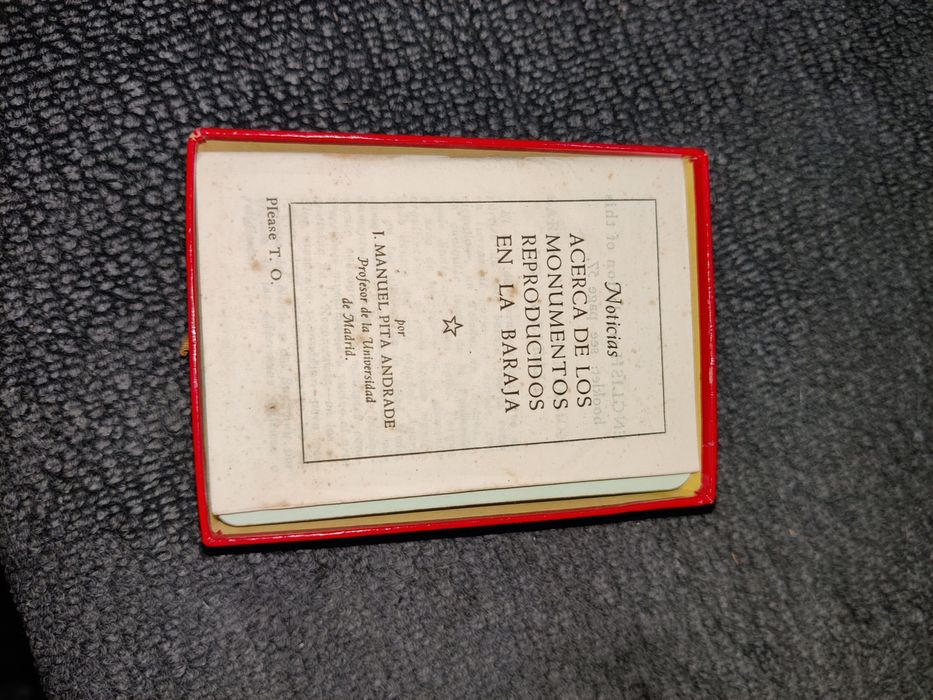 Noticias
ACERCA DE LOS
MONUMENTOS
REPRODUCIDOS
EN LA BARAJA
por
J. MANUEL PITA ANDRADE
Profesor de la Universidad
de Madrid.
Please T. O.